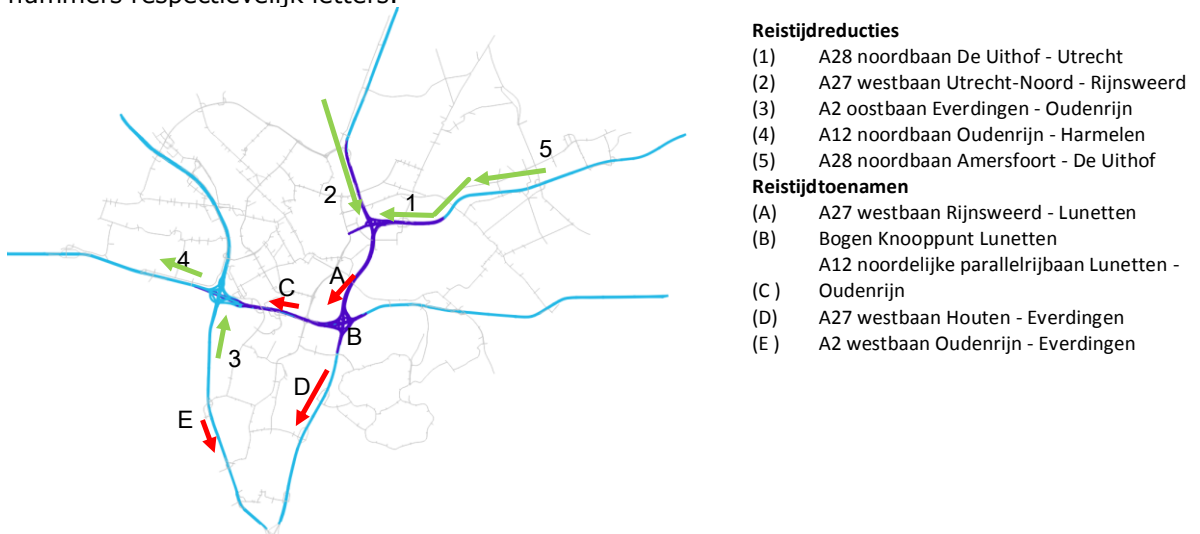 nummers respectievelijk letters.
Reistijdreducties
(1) A28 noordbaan De Uithof - Utrecht
(2) A27 westbaan Utrecht-Noord - Rijnsweerd
(3) A2 oostbaan Everdingen - Oudenrijn
(4) A12 noordbaan Oudenrijn - Harmelen
(5) A28 noordbaan Amersfoort - De Uithof
Reistijdtoenamen
(A) A27 westbaan Rijnsweerd - Lunetten
(B) Bogen Knooppunt Lunetten
A12 noordelijke parallelrijbaan Lunetten -
(C ) Oudenrijn
(D) A27 westbaan Houten - Everdingen
(E ) A2 westbaan Oudenrijn - Everdingen
5
2
1
4
A
C
B
3
D
E